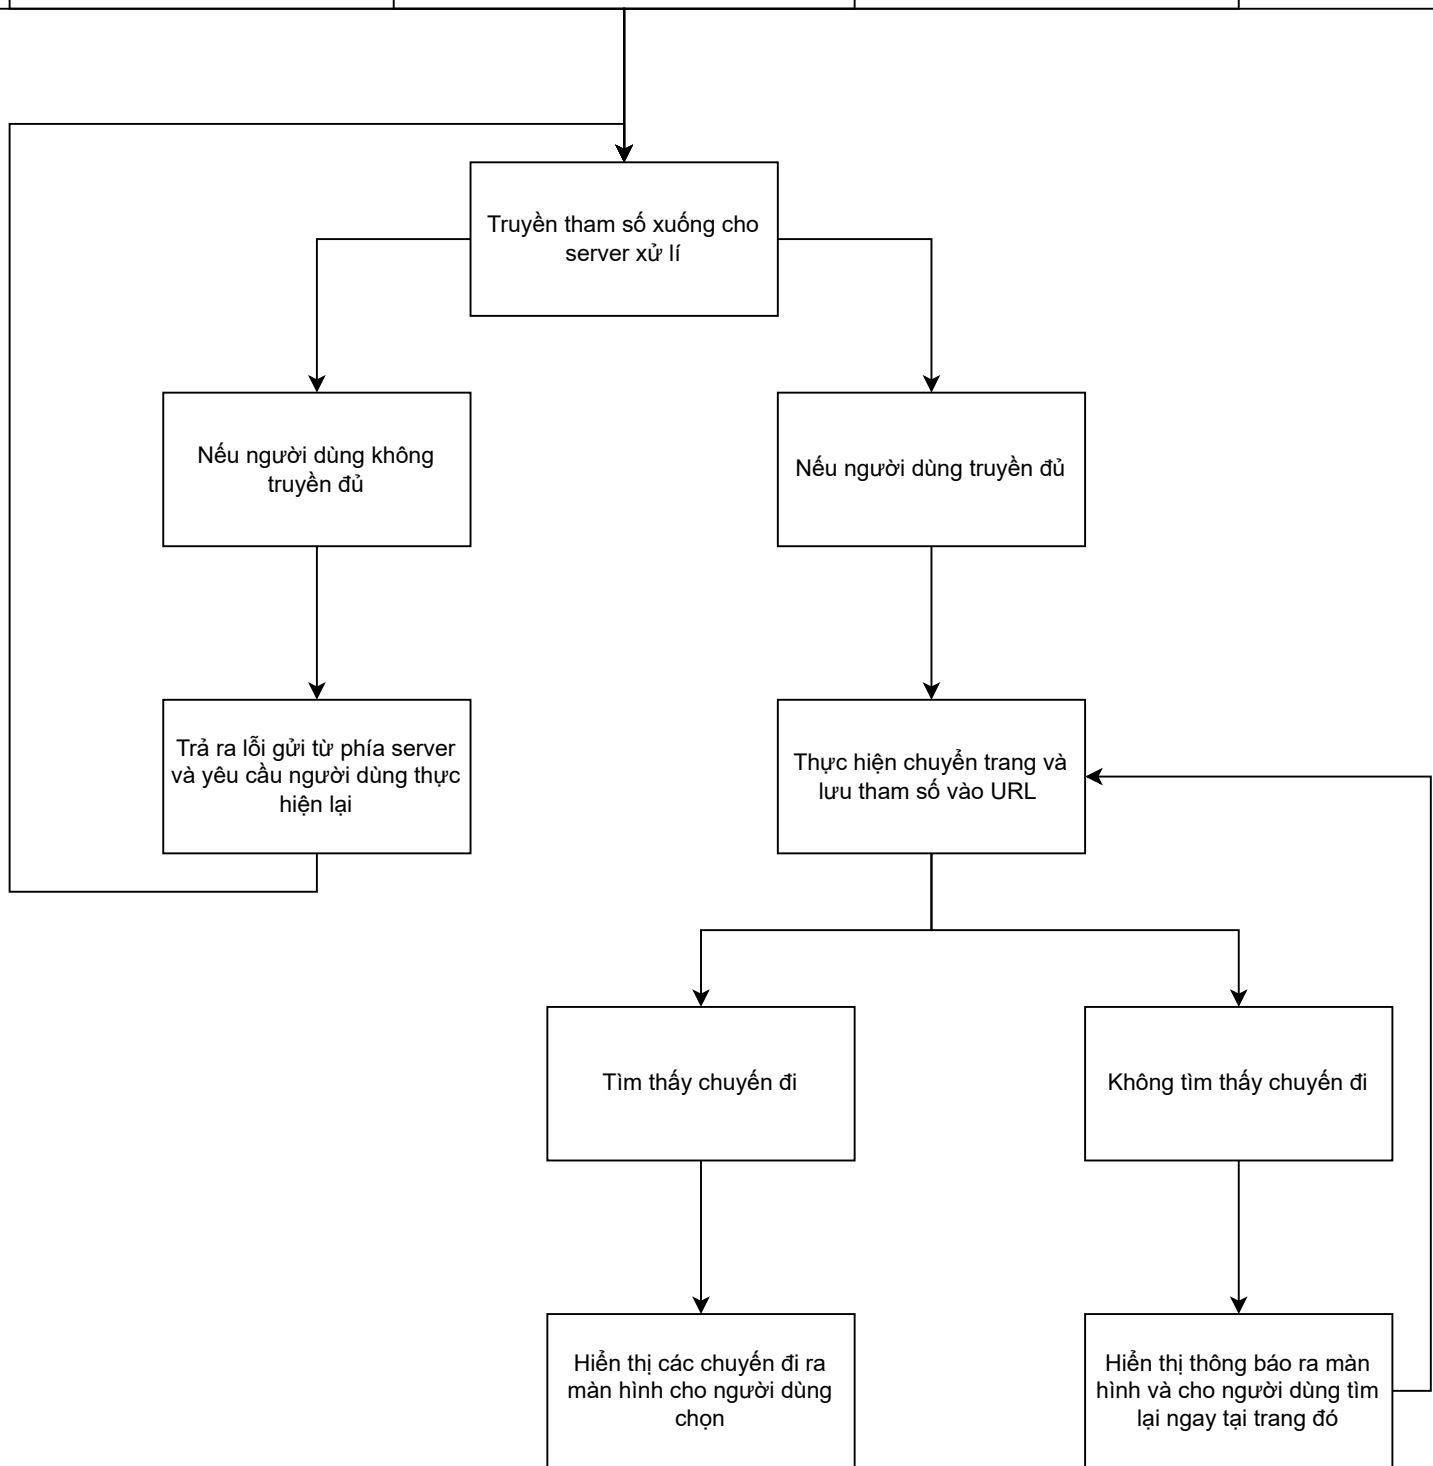 Truyền tham số xuống cho
server xử lí
Nếu người dùng không
truyền đủ
Nếu người dùng truyền đủ
Trả ra lỗi gửi từ phía server
và yêu cầu người dùng thực
hiện lại
Thực hiện chuyển trang và
lưu tham số vào URL
Tìm thấy chuyến đi
Không tìm thấy chuyến đi
Hiển thị các chuyến đi ra
màn hình cho người dùng
chọn
Hiển thị thông báo ra màn
hình và cho người dùng tìm
lại ngay tại trang đó